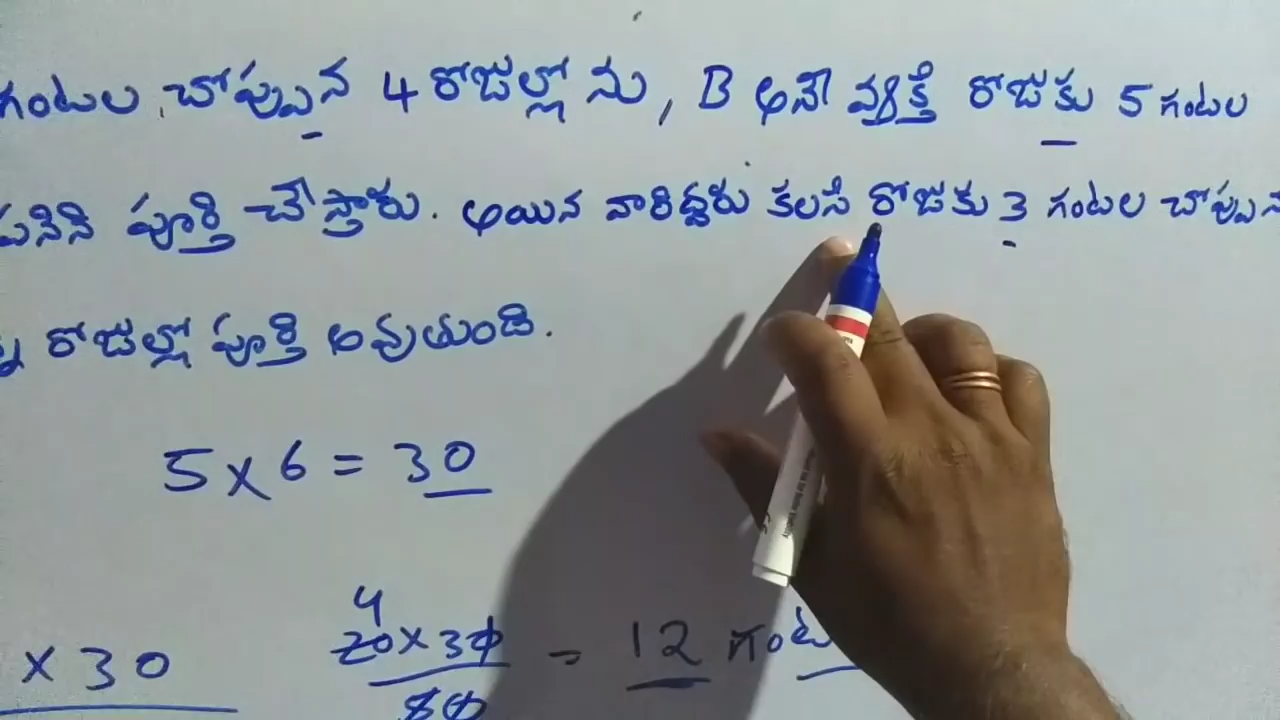 గంటల చొప్పున 4 రోజుల్లోను, B అనే వ్యక్తి రోజుకు 5 గంటల
పనిని పూర్తి చేస్తారు. అయిన వారిద్దరు కలసి రోజుకు 3 గంటల చొప్పున
రోజుల్లో పూర్తి అవుతుండి.
5 x 6 = 30
4
x 30 20 x 30 = 12 గంట
50